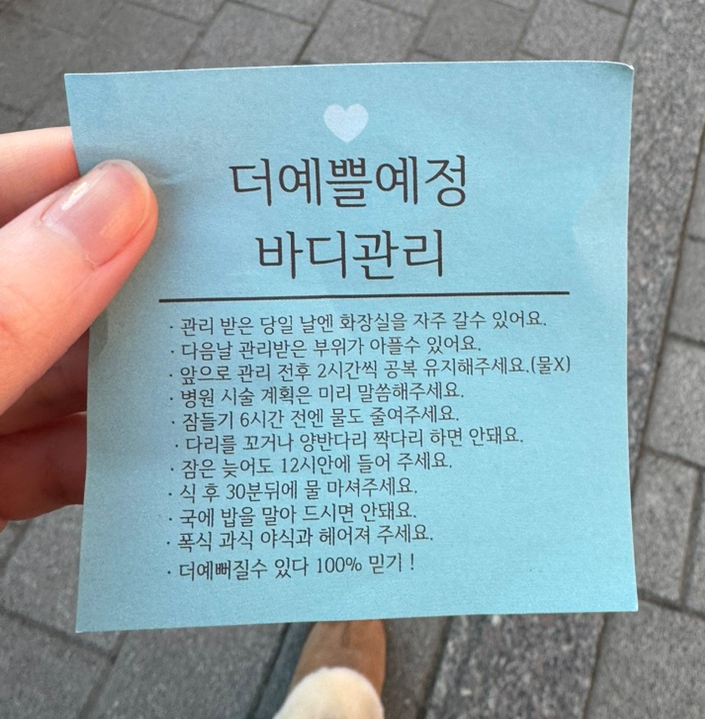 더예쁠예정
바디관리
· 관리 받은 당일 날엔 화장실을 자주 갈수 있어요.
· 다음날 관리받은 부위가 아플수 있어요.
· 앞으로 관리 전후 2시간씩 공복 유지해주세요.(물X)
· 병원 시술 계획은 미리 말씀해주세요.
· 잠들기 6시간 전엔 물도 줄여주세요.
· 다리를 꼬거나 양반다리 짝다리 하면 안돼요.
· 잠은 늦어도 12시안에 들어 주세요.
· 식 후 30분뒤에 물 마셔주세요.
· 국에 밥을 말아 드시면 안돼요.
· 폭식 과식 야식과 헤어져 주세요.
· 더예뻐질수 있다 100% 믿기 !